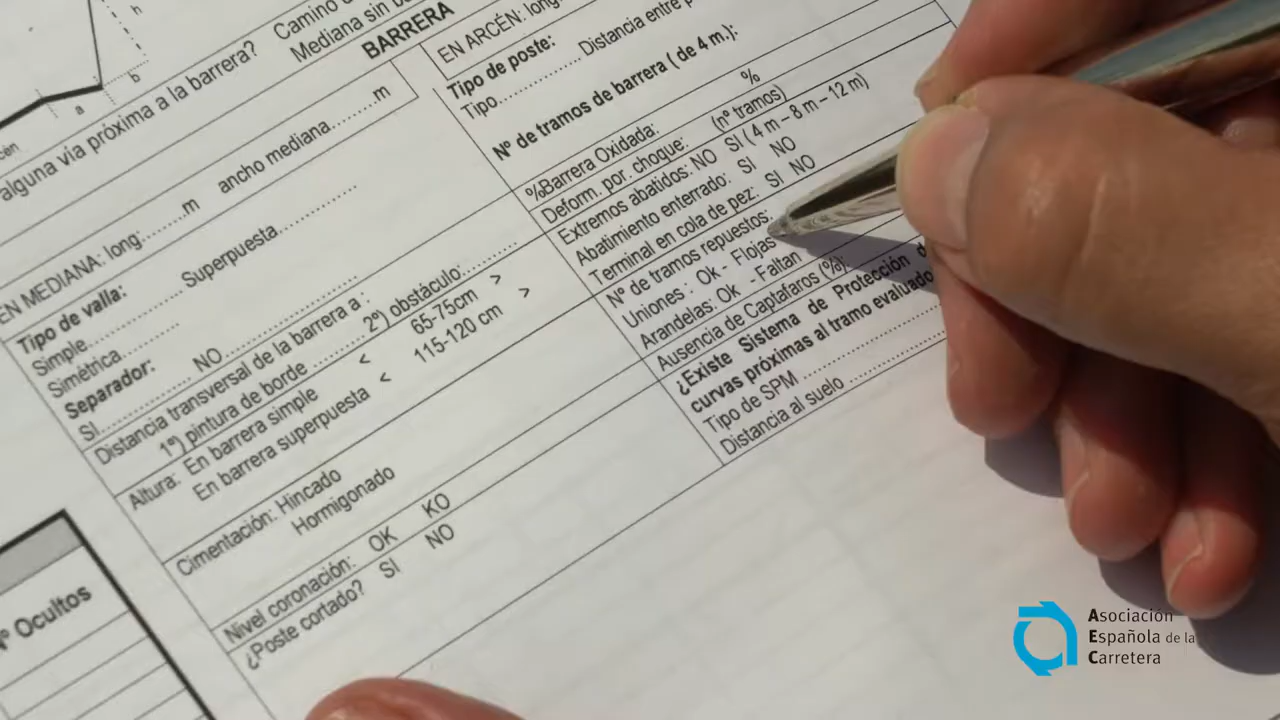 h
b
a
alguna vía próxima a la barrera? Camino
Mediana sin
BARRERA
EN MEDIANA: long:.......m ancho mediana........m
Tipo de valla:
Simple................. Superpuesta................
Simétrica.............
Separador:
SI................. NO.........................
Distancia transversal de la barrera a :
1º) pintura de borde ........ 2º) obstáculo:............
Altura: En barrera simple < 65-75cm >
En barrera superpuesta < 115-120 cm >
Cimentación: Hincado
Hormigonado
Nivel coronación: OK KO
¿Poste cortado? SI NO
EN ARCÉN:
Tipo de poste:
Tipo................ Distancia entre
Nº de tramos de barrera ( de 4 m.):
%Barrera Oxidada: %
Deform. por. choque: (nº tramos)
Extremos abatidos: NO SI ( 4 m – 8 m – 12 m)
Abatimiento enterrado: SI NO
Terminal en cola de pez: SI NO
Nº de tramos repuestos:
Uniones : Ok - Flojas
Arandelas: Ok - Faltan
Ausencia de Captafaros (%):
¿Existe Sistema de Protección
curvas próximas al tramo evaluado
Tipo de SPM ........................
Distancia al suelo ..................
Nº Ocultos
Asociación
Española de la
Carretera